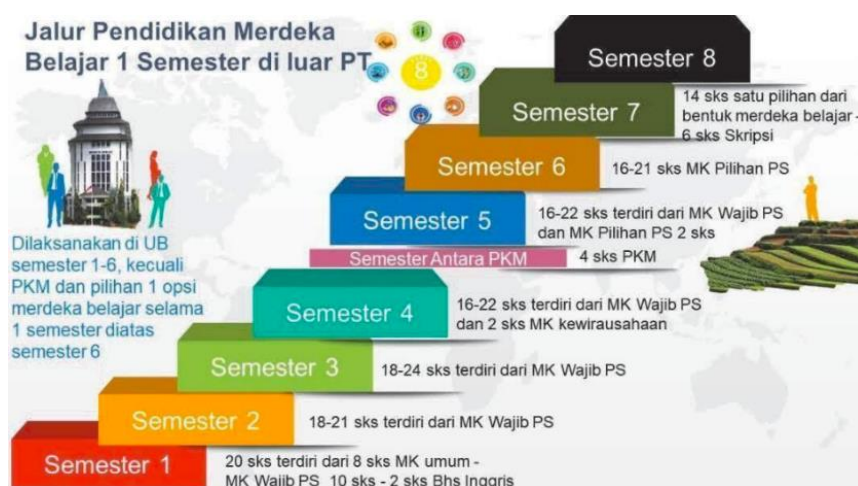 Jalur Pendidikan Merdeka
Belajar 1 Semester di luar PT
8
Semester 8
Semester 7
14 sks satu pilihan dari
bentuk merdeka belajar -
6 sks Skripsi
Semester 6
16-21 sks MK Pilihan PS
Semester 5
16-22 sks terdiri dari MK Wajib PS
dan MK Pilihan PS 2 sks
Semester Antara PKM
4 sks PKM
Dilaksanakan di UB
semester 1-6, kecuali
PKM dan pilihan 1 opsi
merdeka belajar selama
1 semester diatas
semester 6
Semester 4
16-22 sks terdiri dari MK Wajib PS
dan 2 sks MK kewirausahaan
Semester 3
18-24 sks terdiri dari MK Wajib PS
Semester 2
18-21 sks terdiri dari MK Wajib PS
Semester 1
20 sks terdiri dari 8 sks MK umum -
MK Wajib PS 10 sks - 2 sks Bhs Inggris